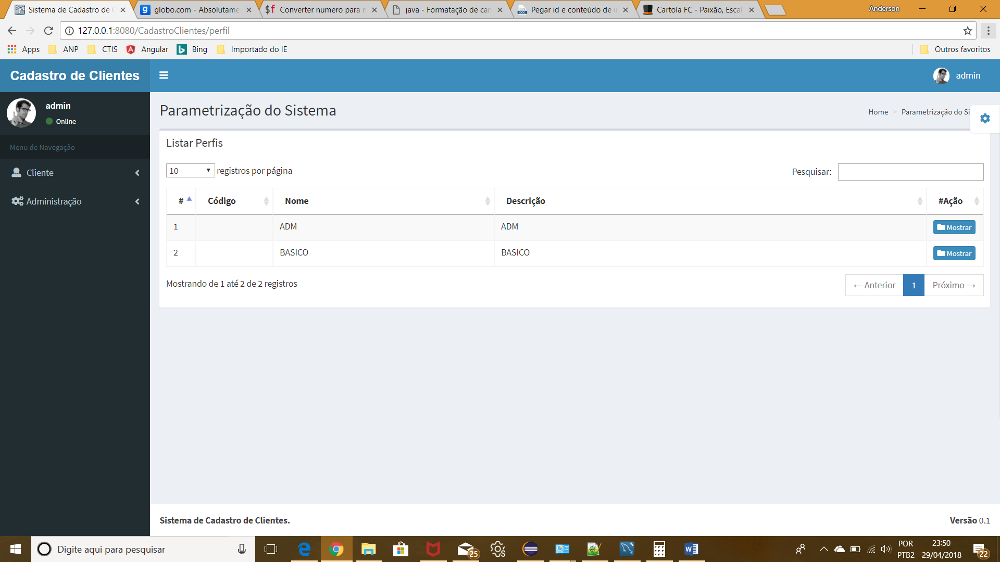 Sistema de Cadastro de C
globo.com - Absolutame
$f Converter numero para n
java - Formatação de car
Pegar id e conteúdo de i
Cartola FC - Paixão, Escal
Anderson
127.0.0.1:8080/CadastroClientes/perfil
Apps
ANP
CTIS
Angular
Bing
Importado do IE
Outros favoritos
Cadastro de Clientes
admin
admin
Online
Menu de Navegação
Cliente
Administração
Parametrização do Sistema
Home > Parametrização do Si
Listar Perfis
10 registros por página
Pesquisar:
# Código Nome Descrição #Ação
1 ADM ADM Mostrar
2 BASICO BASICO Mostrar
Mostrando de 1 até 2 de 2 registros
← Anterior 1 Próximo →
Sistema de Cadastro de Clientes.
Versão 0.1
Digite aqui para pesquisar
25
POR
PTB2
23:50
29/04/2018
22